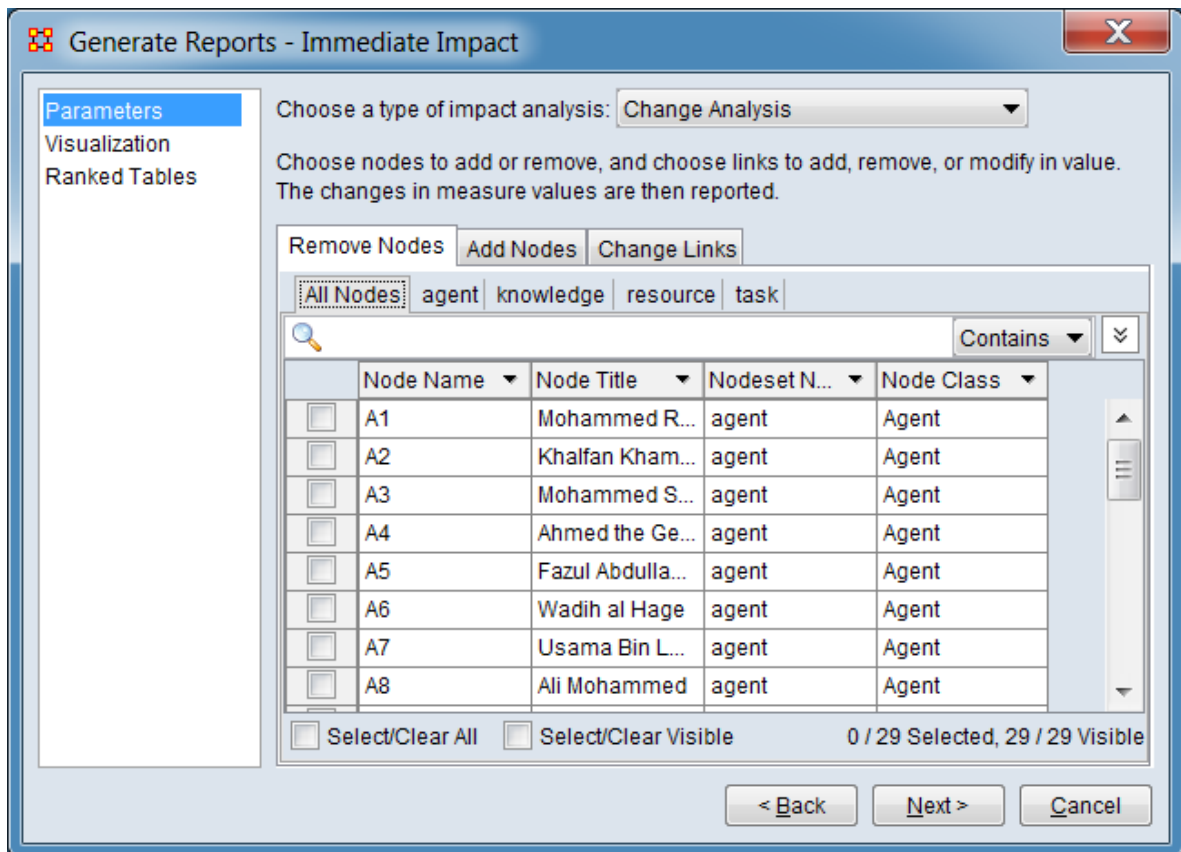 Generate Reports - Immediate Impact
X
Parameters
Visualization
Ranked Tables
Choose a type of impact analysis: Change Analysis
Choose nodes to add or remove, and choose links to add, remove, or modify in value.
The changes in measure values are then reported.
Remove Nodes Add Nodes Change Links
All Nodes agent knowledge resource task
Contains
Node Name Node Title Nodeset N... Node Class
A1 Mohammed R... agent Agent
A2 Khalfan Kham... agent Agent
A3 Mohammed S... agent Agent
A4 Ahmed the Ge... agent Agent
A5 Fazul Abdulla... agent Agent
A6 Wadih al Hage agent Agent
A7 Usama Bin L... agent Agent
A8 Ali Mohammed agent Agent
Select/Clear All Select/Clear Visible 0 / 29 Selected, 29 / 29 Visible
< Back Next > Cancel